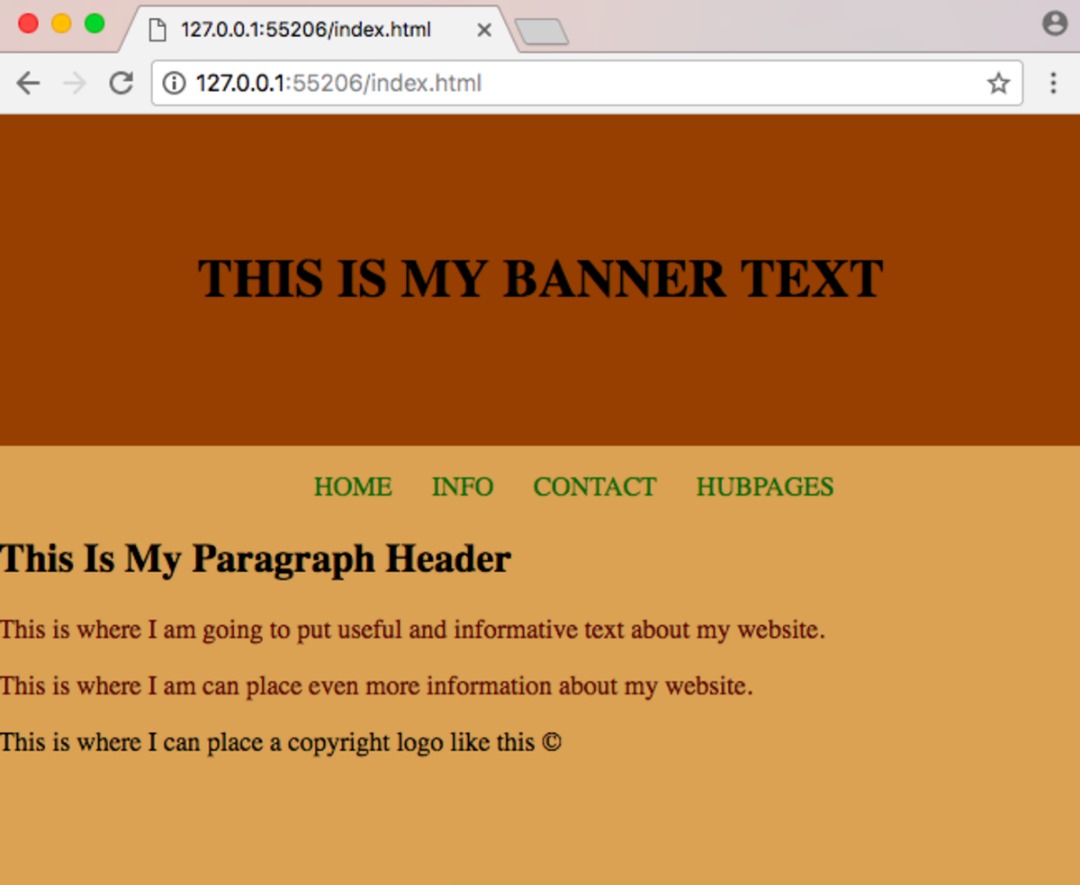 127.0.0.1:55206/index.html
127.0.0.1:55206/index.html
THIS IS MY BANNER TEXT
HOME INFO CONTACT HUBPAGES
This Is My Paragraph Header
This is where I am going to put useful and informative text about my website.
This is where I am can place even more information about my website.
This is where I can place a copyright logo like this ©